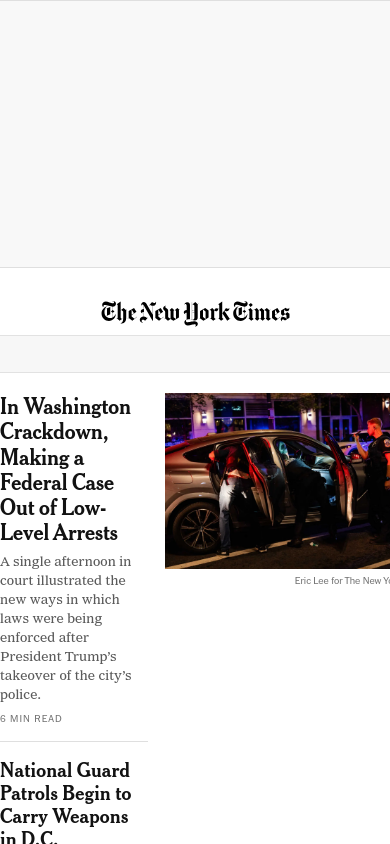 The New York Times
In Washington
Crackdown,
Making a
Federal Case
Out of Low-
Level Arrests
A single afternoon in
court illustrated the
new ways in which
laws were being
enforced after
President Trump's
takeover of the city's
police.
6 MIN READ
Eric Lee for The New Yo
National Guard
Patrols Begin to
Carry Weapons
in D.C.